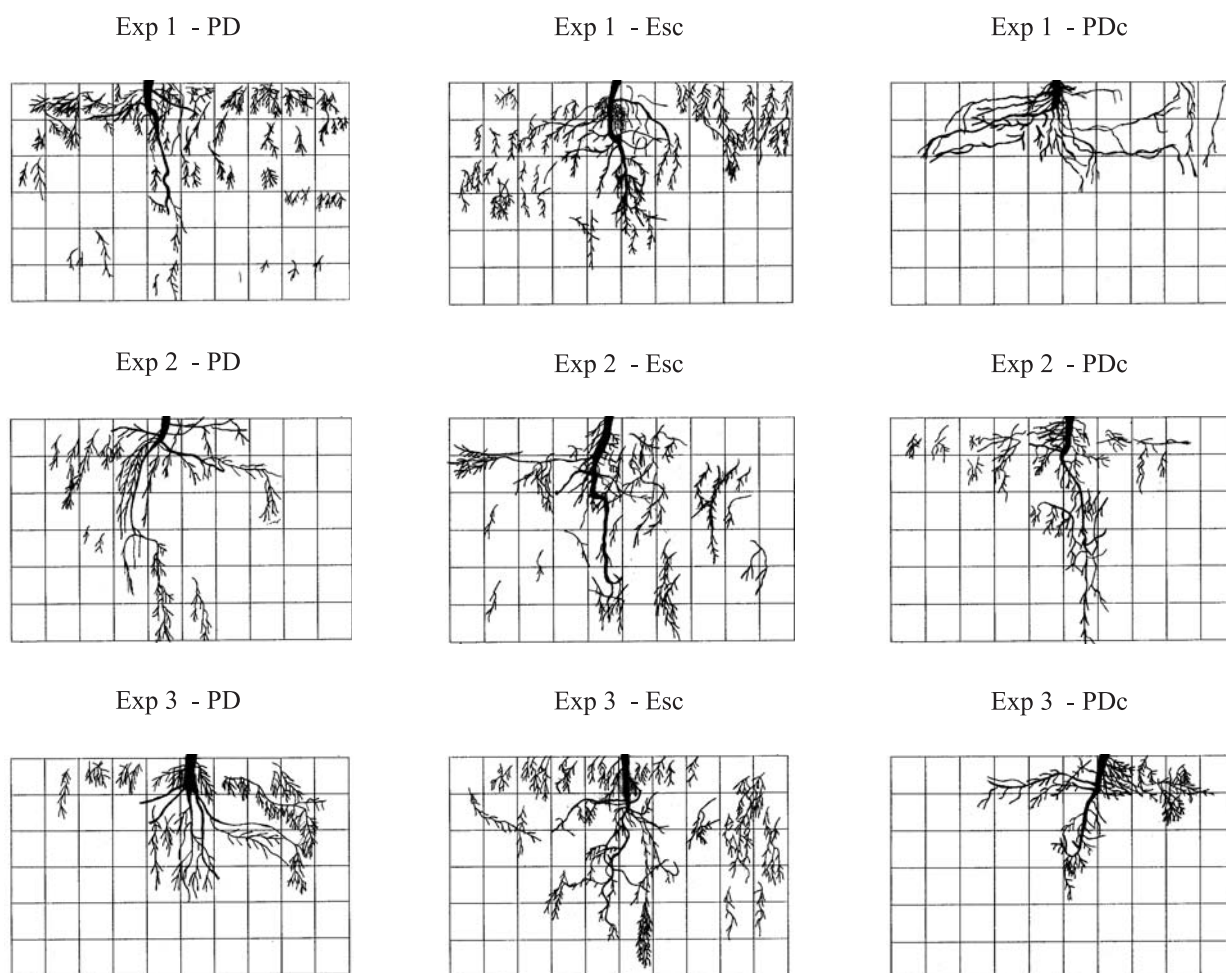 Exp 1 - PD
Exp 1 - Esc
Exp 1 - PDc
Exp 2 - PD
Exp 2 - Esc
Exp 2 - PDc
Exp 3 - PD
Exp 3 - Esc
Exp 3 - PDc